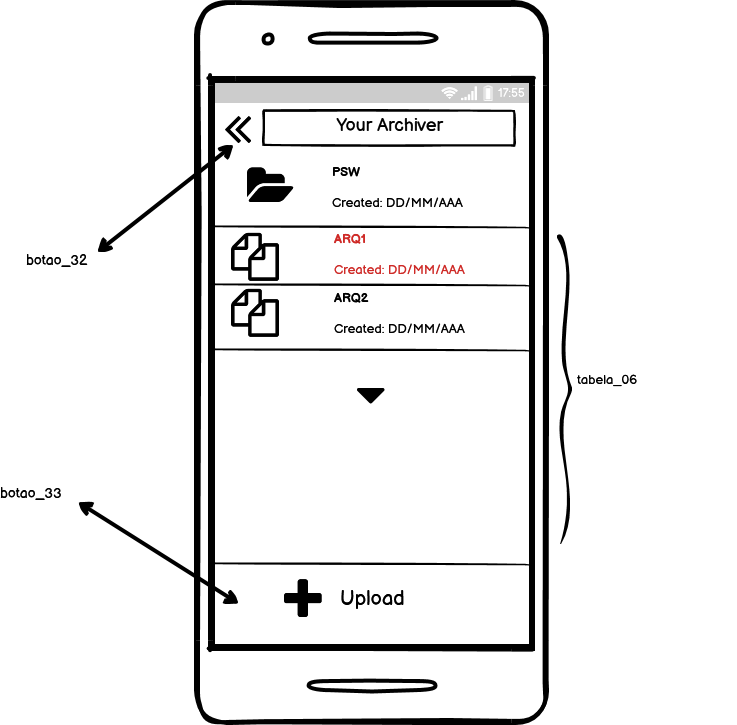 17:55
Your Archiver
PSW
Created: DD/MM/AAA
botao_32
ARQ1
Created: DD/MM/AAA
ARQ2
Created: DD/MM/AAA
tabela_06
botao_33
Upload